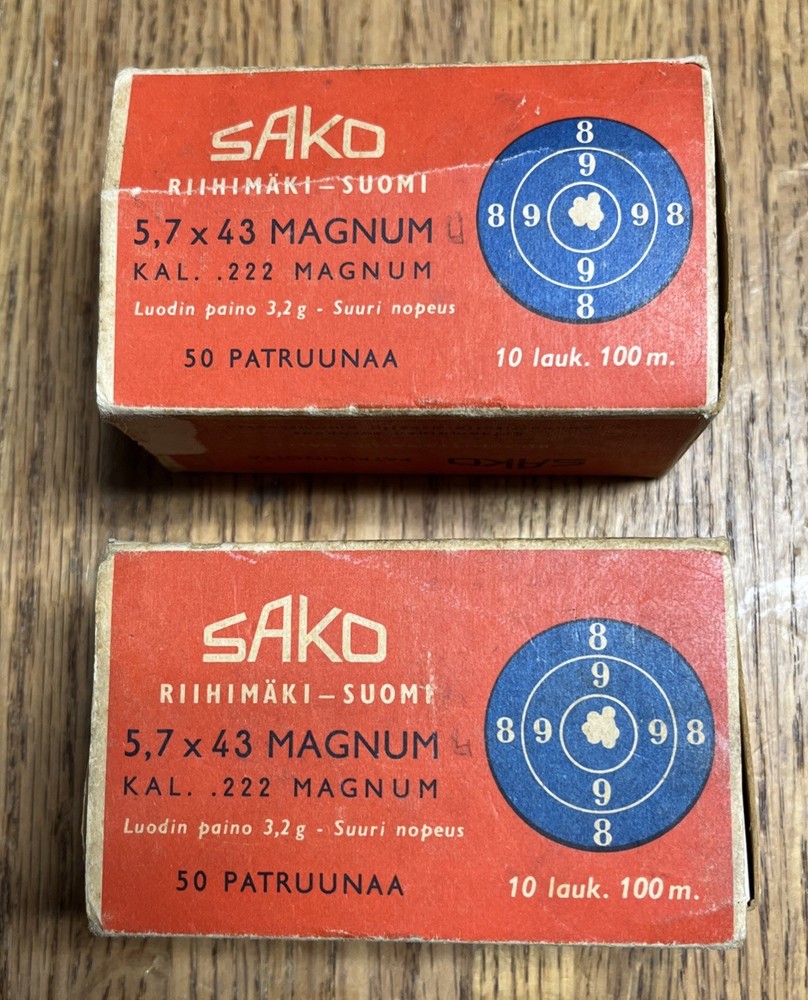 SAKO
RIIHIMÄKI – SUOMI
5,7 x 43 MAGNUM
KAL. .222 MAGNUM
Luodin paino 3,2 g - Suuri nopeus
50 PATRUUNAA
8
9
8 9 9 8
9
8
10 lauk. 100 m.
SAKO
SAKO
RIIHIMÄKI – SUOMI
5,7 x 43 MAGNUM
KAL. .222 MAGNUM
Luodin paino 3,2 g - Suuri nopeus
50 PATRUUNAA
8
9
8 9 9 8
9
8
10 lauk. 100 m.